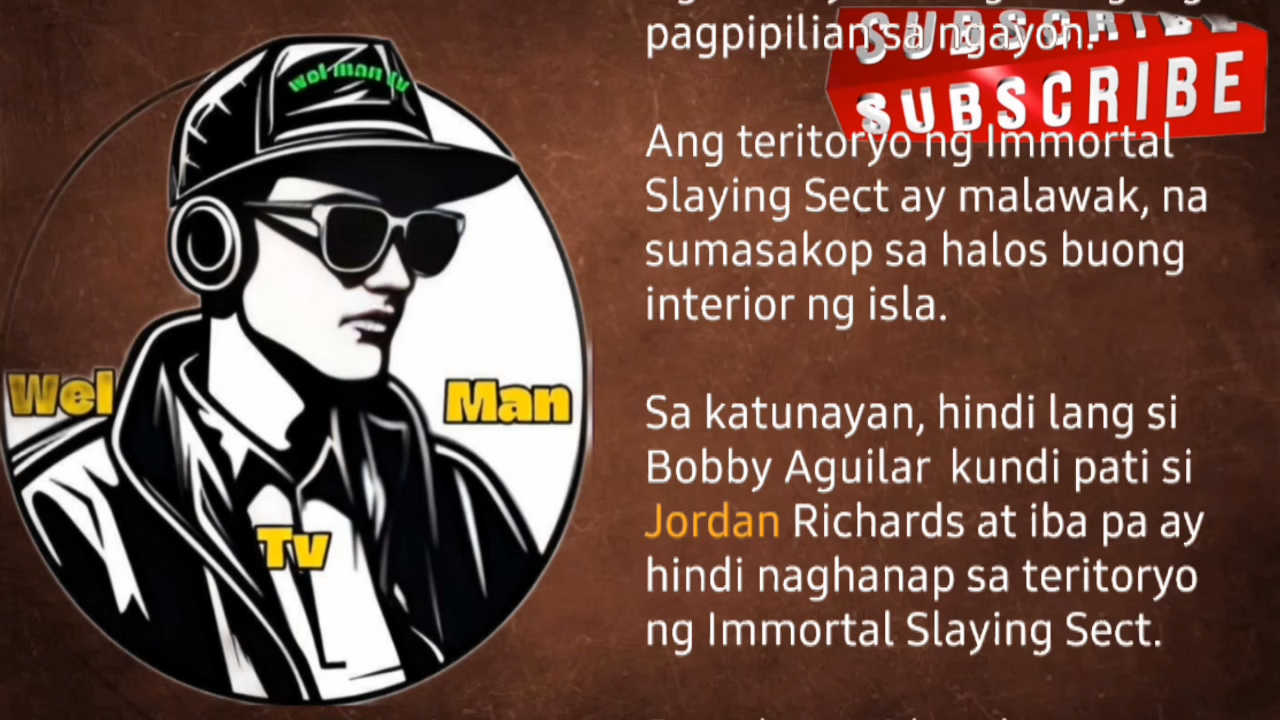 wel man tv
Wel
Man
Tv
SUBSCRIBE
SUBSCRIBE
pagpipilian sa ngayon.
Ang teritoryo ng Immortal
Slaying Sect ay malawak, na
sumasakop sa halos buong
interior ng isla.
Sa katunayan, hindi lang si
Bobby Aguilar kundi pati si
Jordan Richards at iba pa ay
hindi naghanap sa teritoryo
ng Immortal Slaying Sect.